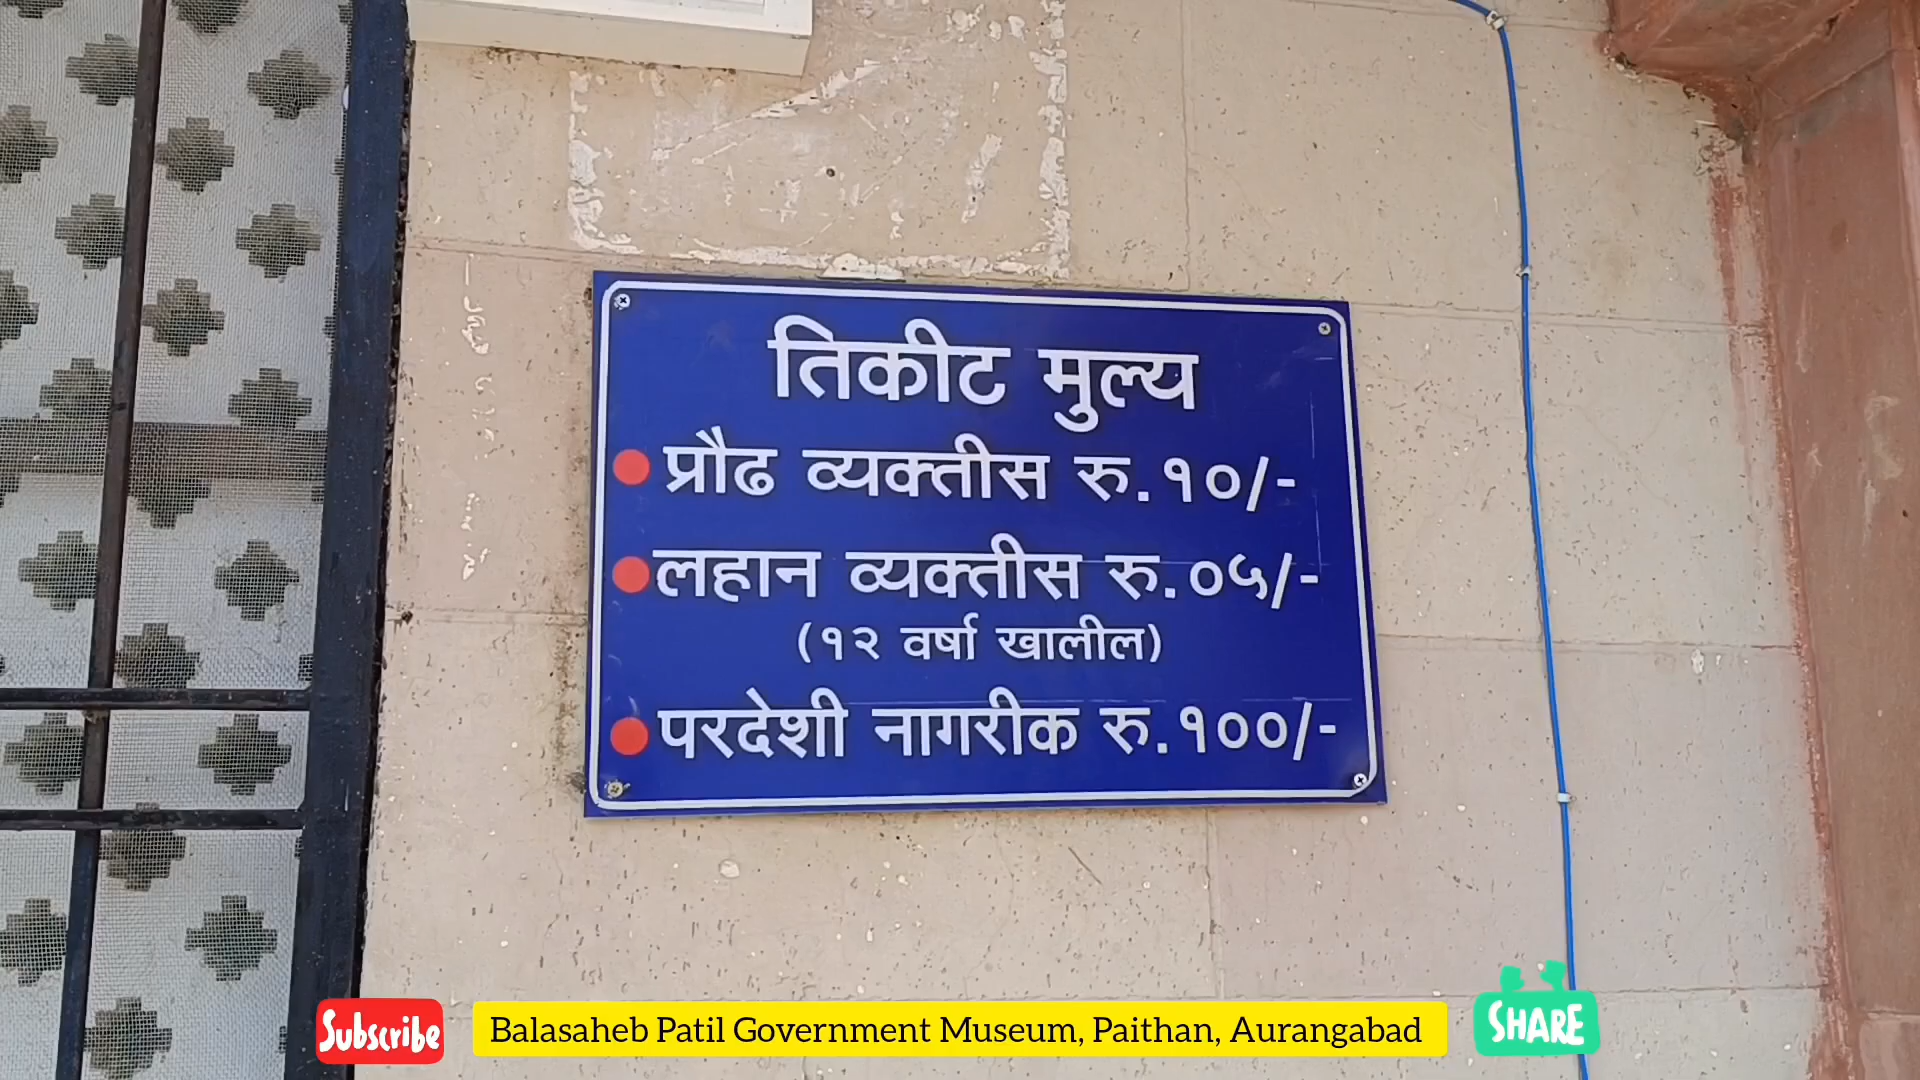 तिकीट मुल्य
प्रौढ व्यक्तीस रु.१०/-
लहान व्यक्तीस रु.०५/-
(१२ वर्षा खालील)
परदेशी नागरीक रु.१००/-
Subscribe
Balasaheb Patil Government Museum, Paithan, Aurangabad
SHARE